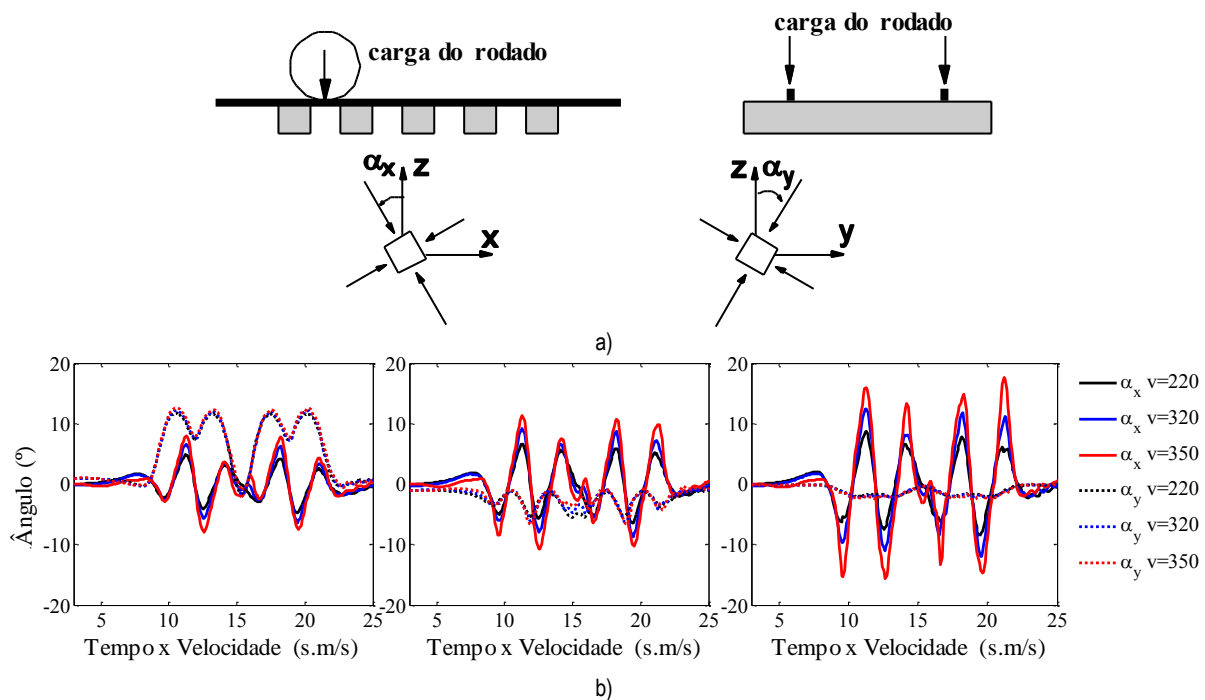 carga do rodado
carga do rodado
αx z
x
z αy
y
a)
20
10
0
-10
-20
Ângulo (º)
5 10 15 20 25
Tempo x Velocidade (s.m/s)
20
10
0
-10
-20
5 10 15 20 25
Tempo x Velocidade (s.m/s)
20
10
0
-10
-20
5 10 15 20 25
Tempo x Velocidade (s.m/s)
αx v=220
αx v=320
αx v=350
αy v=220
αy v=320
αy v=350
b)